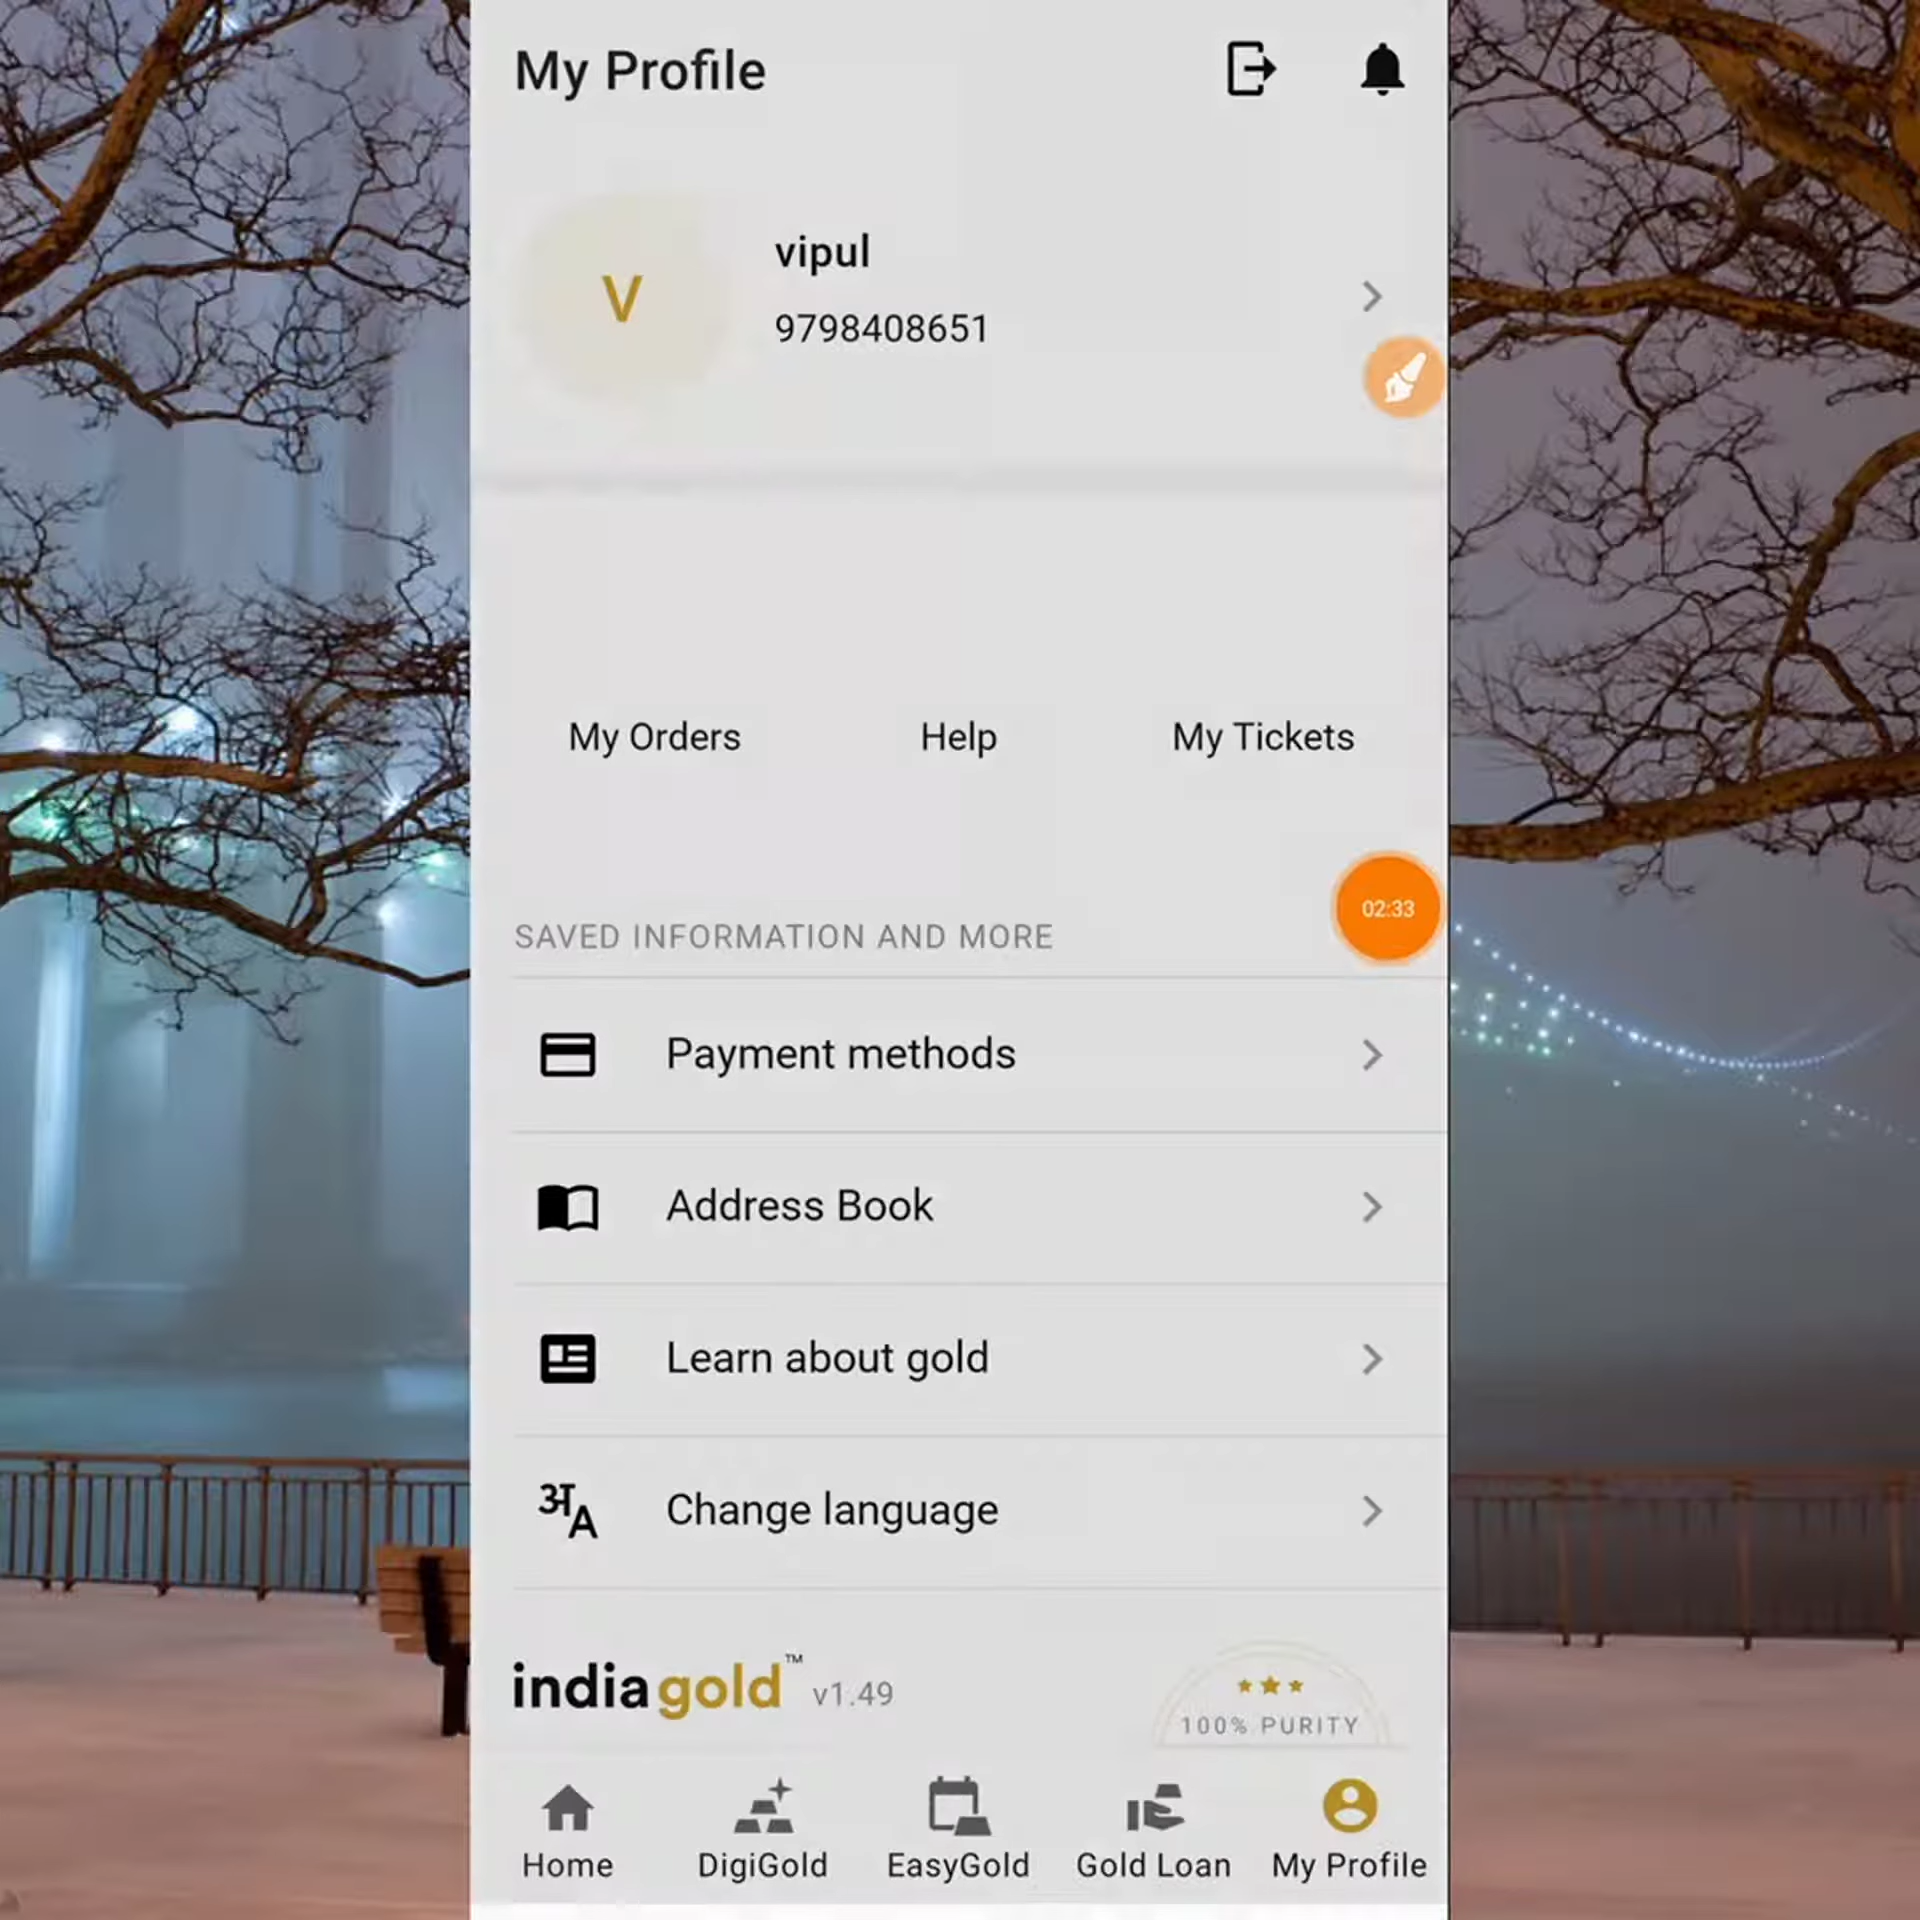 My Profile
V
vipul
9798408651
My Orders
Help
My Tickets
02:33
SAVED INFORMATION AND MORE
Payment methods
Address Book
Learn about gold
अA
Change language
indiagold™ v1.49
100% PURITY
Home
DigiGold
EasyGold
Gold Loan
My Profile